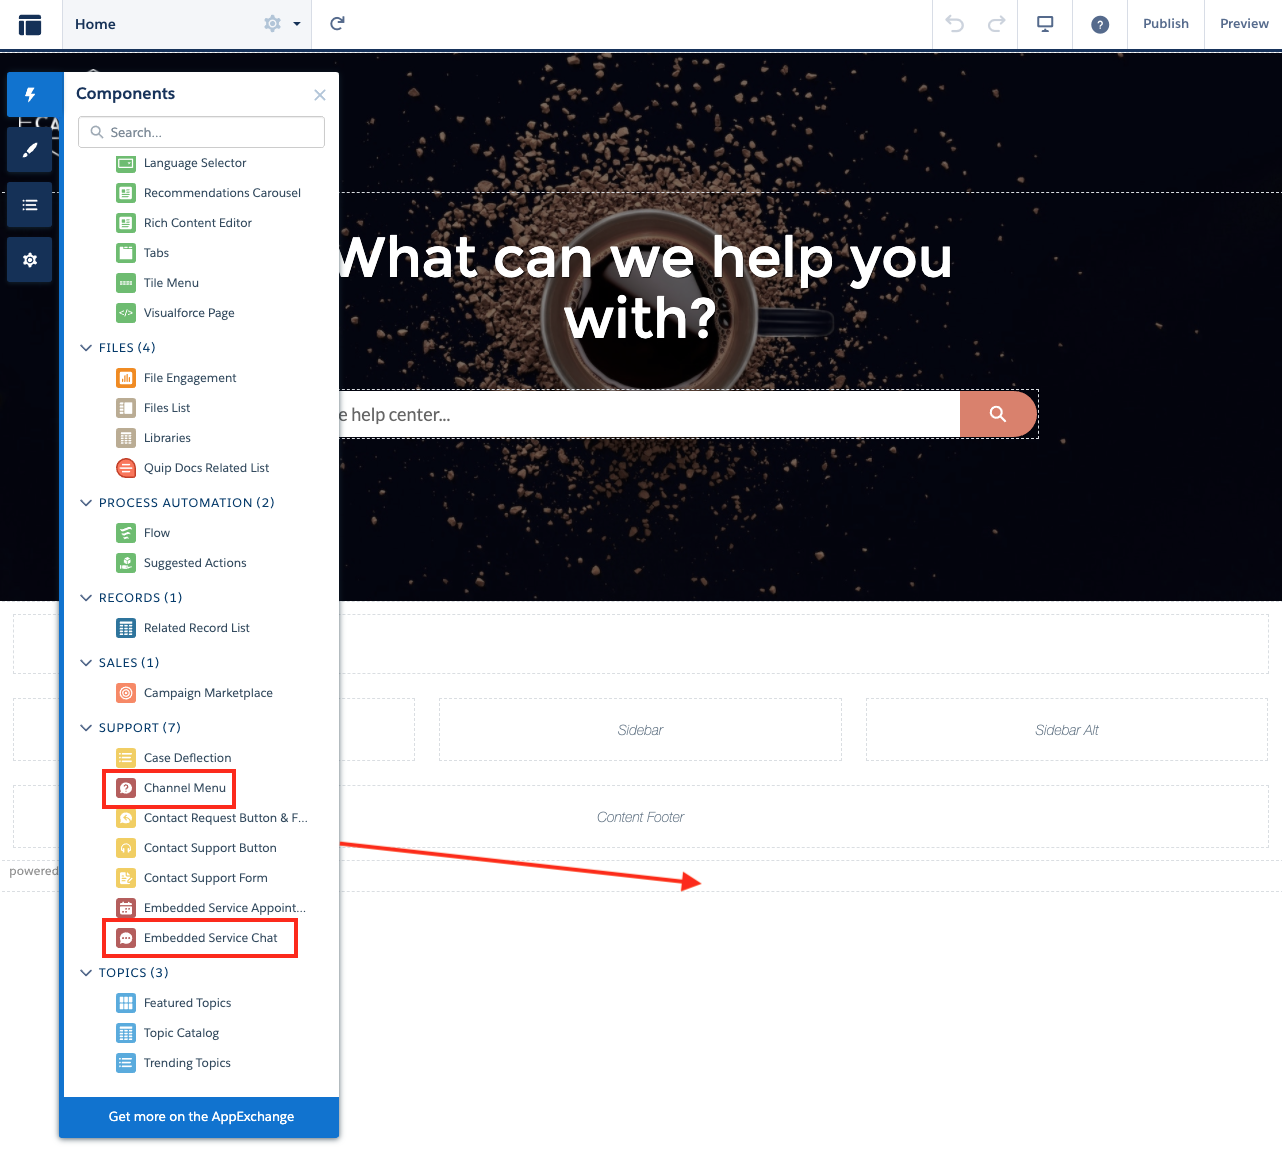 Home
Publish
Preview
Components
Search...
Language Selector
Recommendations Carousel
Rich Content Editor
Tabs
Tile Menu
Visualforce Page
FILES (4)
File Engagement
Files List
Libraries
Quip Docs Related List
PROCESS AUTOMATION (2)
Flow
Suggested Actions
RECORDS (1)
Related Record List
SALES (1)
Campaign Marketplace
SUPPORT (7)
Case Deflection
Channel Menu
Contact Request Button & F...
Contact Support Button
Contact Support Form
Embedded Service Appoint...
Embedded Service Chat
TOPICS (3)
Featured Topics
Topic Catalog
Trending Topics
Get more on the AppExchange
What can we help you
with?
e help center...
Sidebar
Sidebar Alt
Content Footer
powered